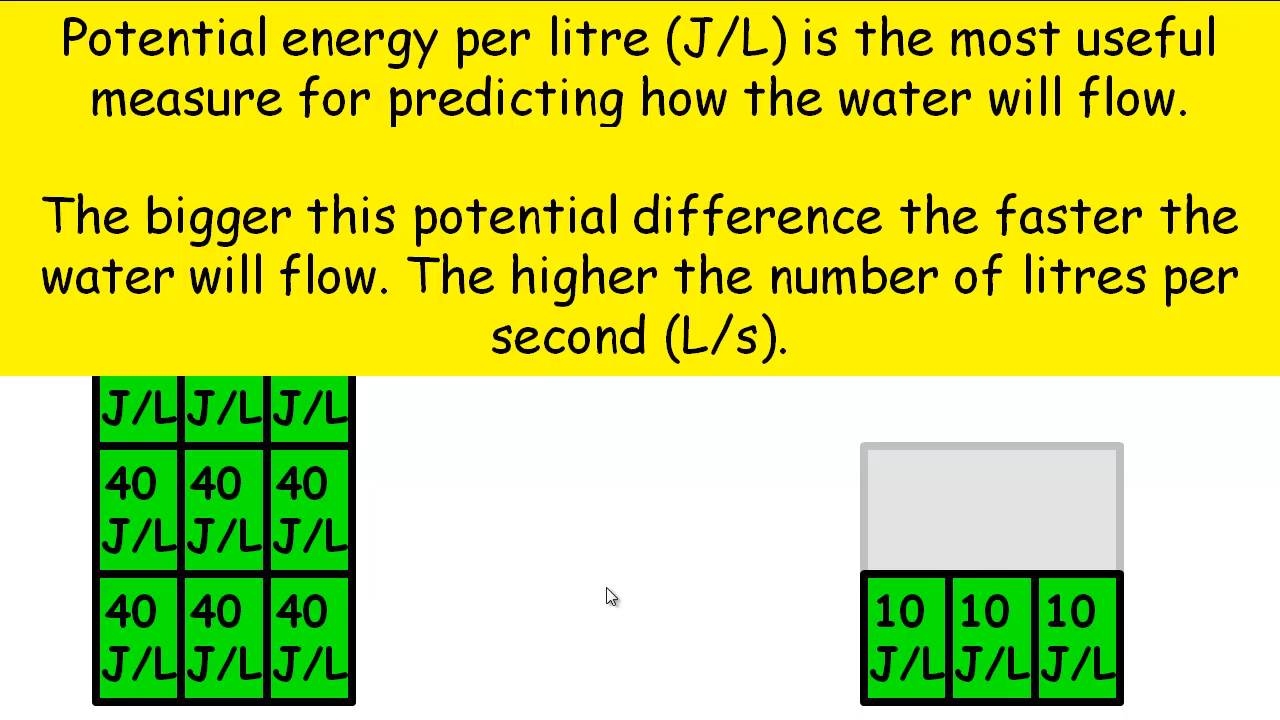 Potential energy per litre (J/L) is the most useful
measure for predicting how the water will flow.
The bigger this potential difference the faster the
water will flow. The higher the number of litres per
second (L/s).
J/L J/L J/L
40 40 40
J/L J/L J/L
40 40 40
J/L J/L J/L
10 10 10
J/L J/L J/L